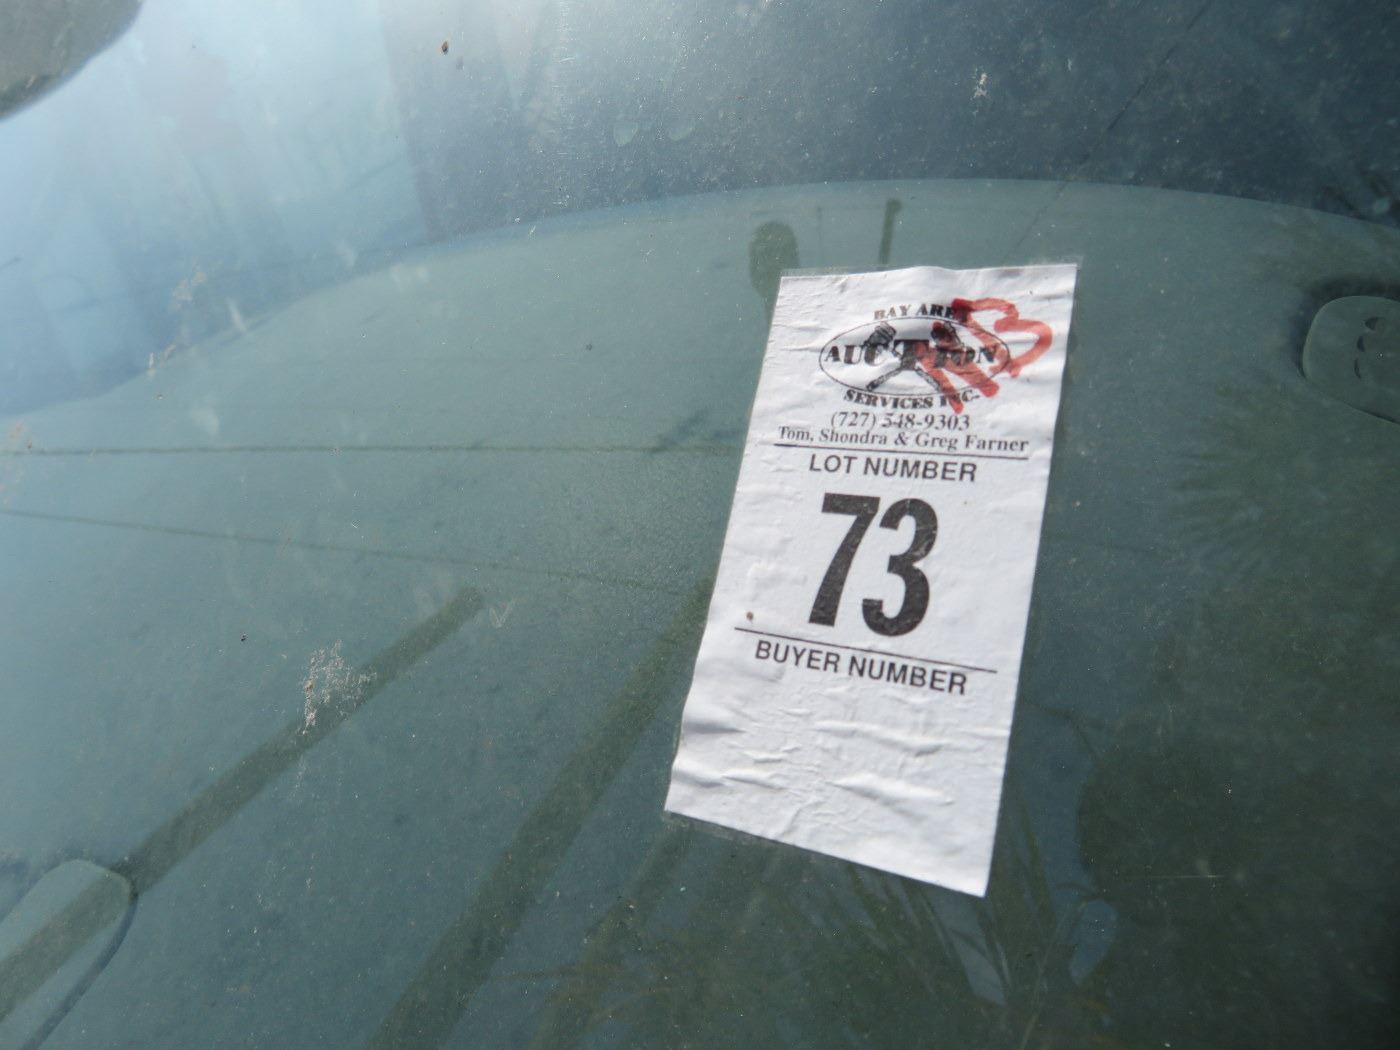 BAY AREA
AUCTION
SERVICES INC.
(727) 548-9303
Tom, Shondra & Greg Farner
LOT NUMBER
73
BUYER NUMBER